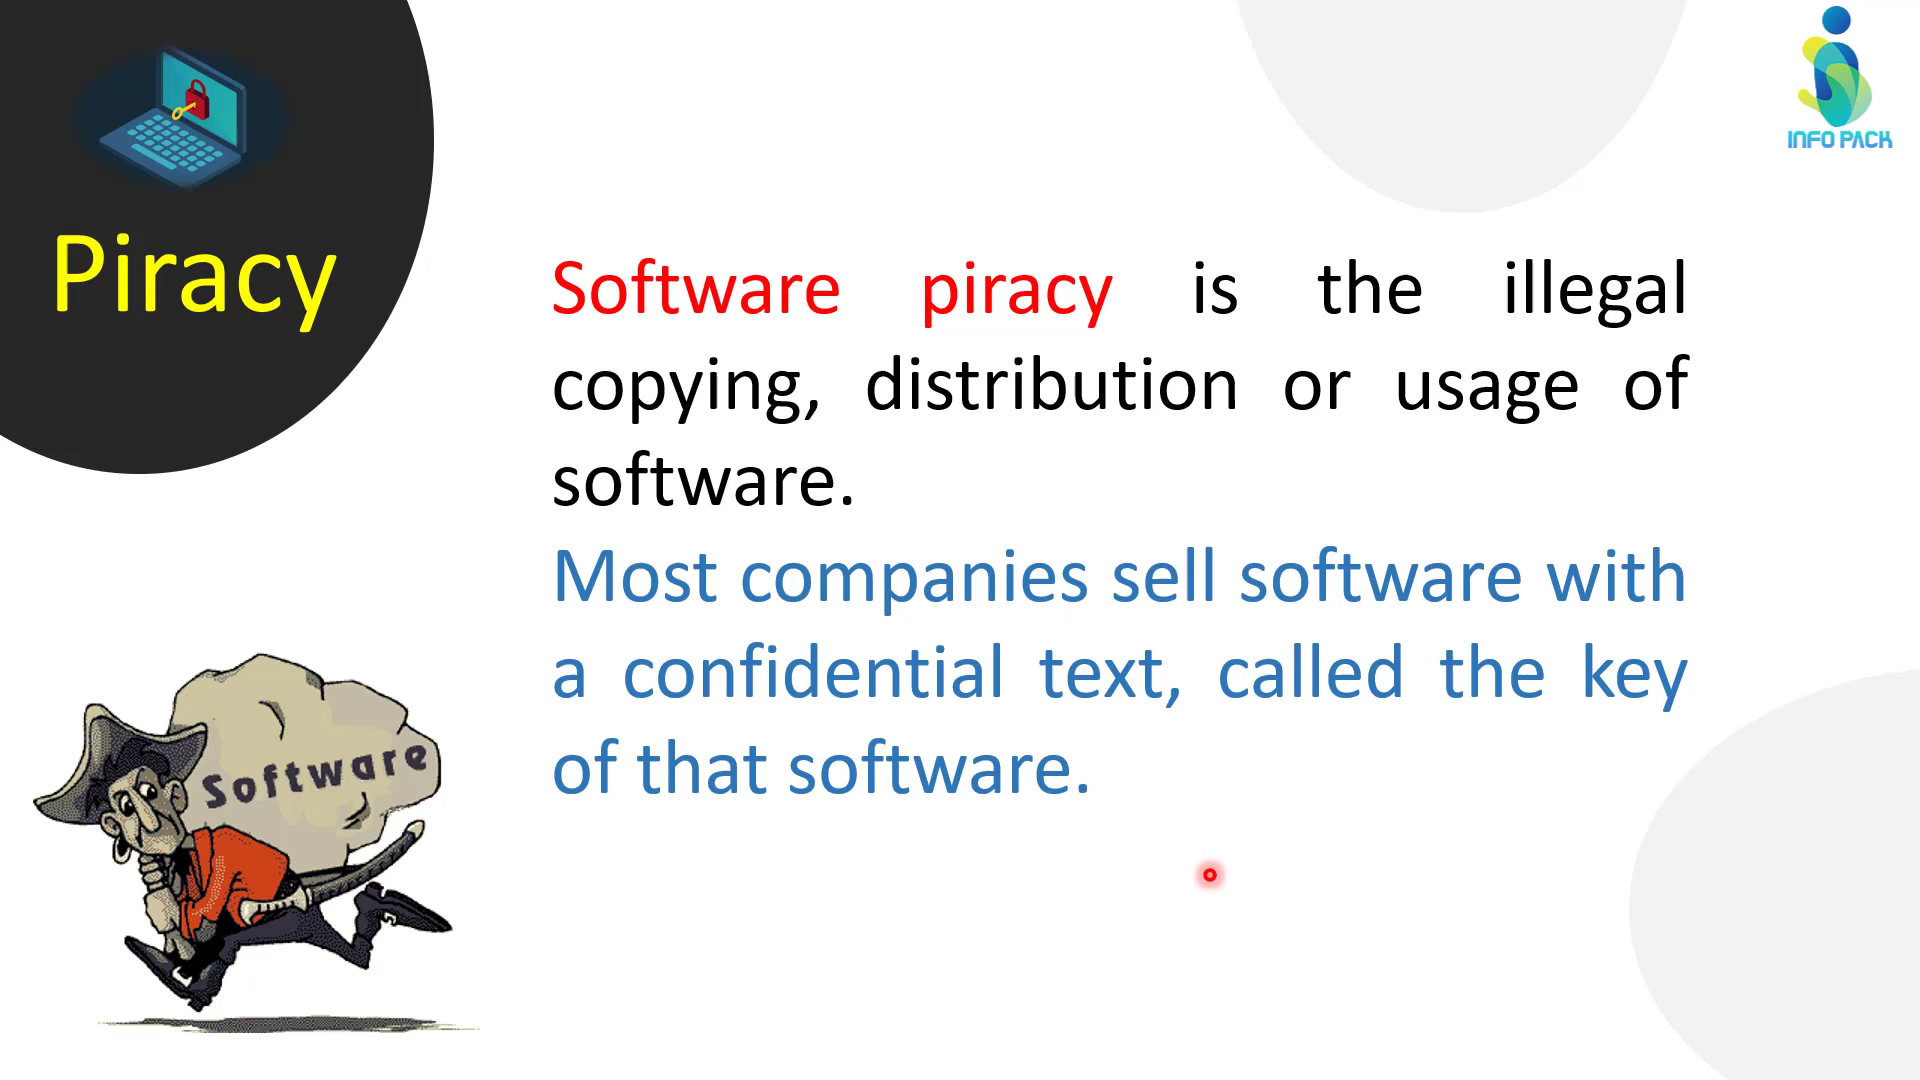 INFO PACK
Piracy
Software piracy is the illegal
copying, distribution or usage of
software.
Most companies sell software with
a confidential text, called the key
of that software.
Software